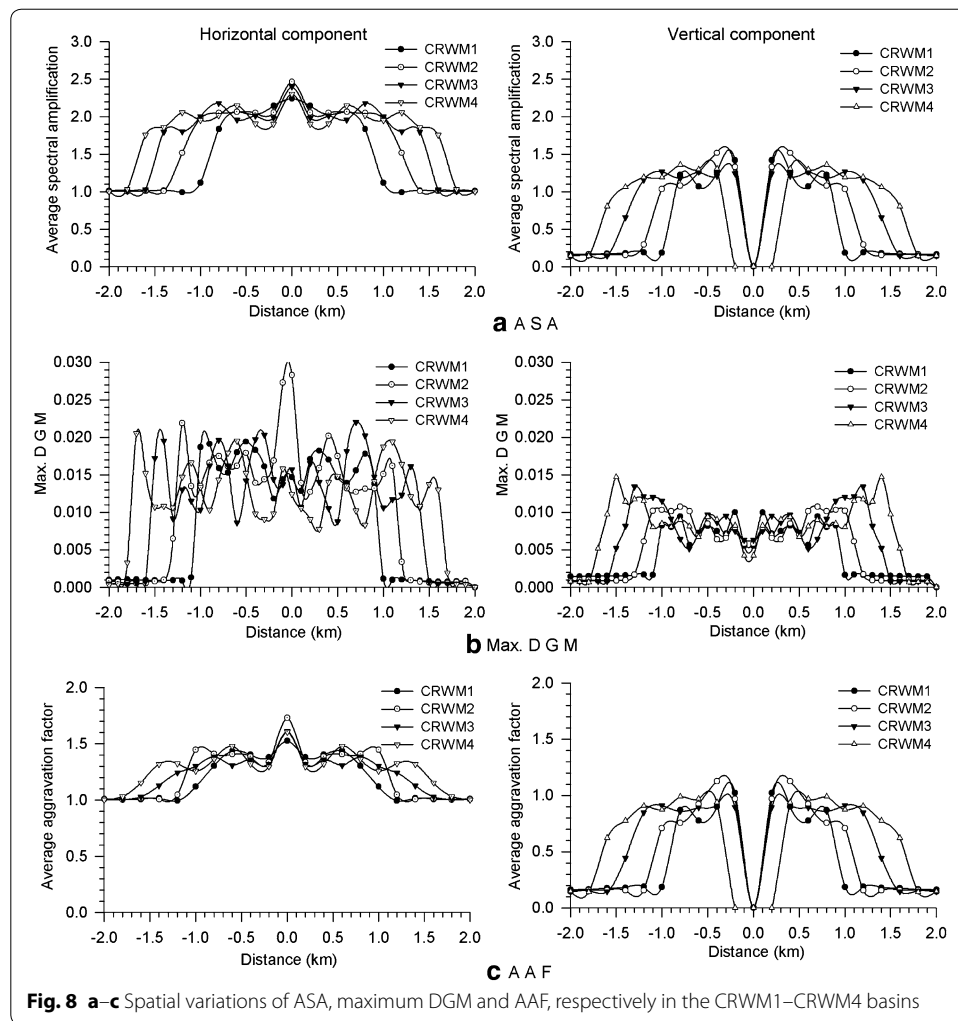 Horizontal component
Vertical component
3.0
2.5
2.0
1.5
1.0
0.5
0.0
Average spectral amplification
CRWM1
CRWM2
CRWM3
CRWM4
-2.0 -1.5 -1.0 -0.5 0.0 0.5 1.0 1.5 2.0
Distance (km)
3.0
2.5
2.0
1.5
1.0
0.5
0.0
Average spectral amplification
CRWM1
CRWM2
CRWM3
CRWM4
-2.0 -1.5 -1.0 -0.5 0.0 0.5 1.0 1.5 2.0
Distance (km)
a A S A
0.030
0.025
0.020
0.015
0.010
0.005
0.000
Max. D G M
CRWM1
CRWM2
CRWM3
CRWM4
-2.0 -1.5 -1.0 -0.5 0.0 0.5 1.0 1.5 2.0
Distance (km)
0.030
0.025
0.020
0.015
0.010
0.005
0.000
Max. D G M
CRWM1
CRWM2
CRWM3
CRWM4
-2.0 -1.5 -1.0 -0.5 0.0 0.5 1.0 1.5 2.0
Distance (km)
b Max. D G M
2.0
1.5
1.0
0.5
0.0
Average aggravation factor
CRWM1
CRWM2
CRWM3
CRWM4
-2.0 -1.5 -1.0 -0.5 0.0 0.5 1.0 1.5 2.0
Distance (km)
2.0
1.5
1.0
0.5
0.0
Average aggravation factor
CRWM1
CRWM2
CRWM3
CRWM4
-2.0 -1.5 -1.0 -0.5 0.0 0.5 1.0 1.5 2.0
Distance (km)
c A A F
Fig. 8 a–c Spatial variations of ASA, maximum DGM and AAF, respectively in the CRWM1–CRWM4 basins